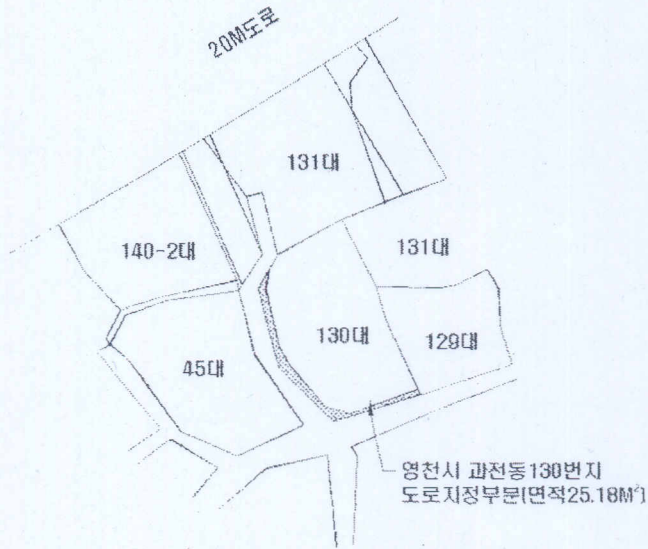 20M도로
131대
140-2대
131대
130대
129대
45대
영천시 과전동130번지
도로지정부문(면적25.18M²)